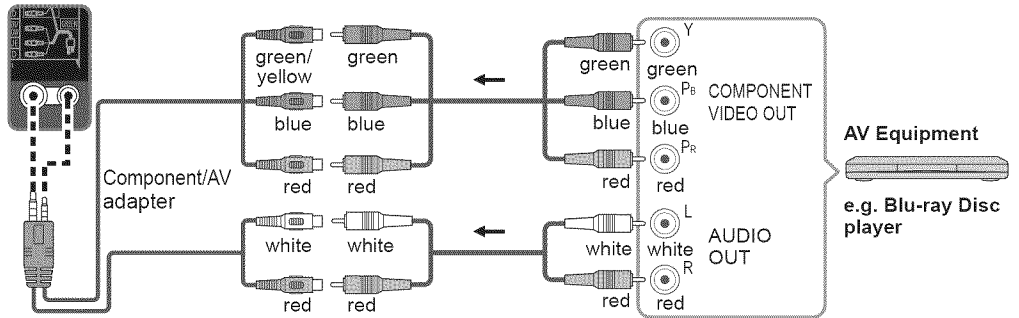 GREEN
green/
yellow
green
blue
blue
red
red
Component/AV
adapter
white
white
red
red
green
blue
red
white
red
Y
green
PB
blue
PR
red
COMPONENT
VIDEO OUT
L
white
R
red
AUDIO
OUT
AV Equipment
e.g. Blu-ray Disc
player